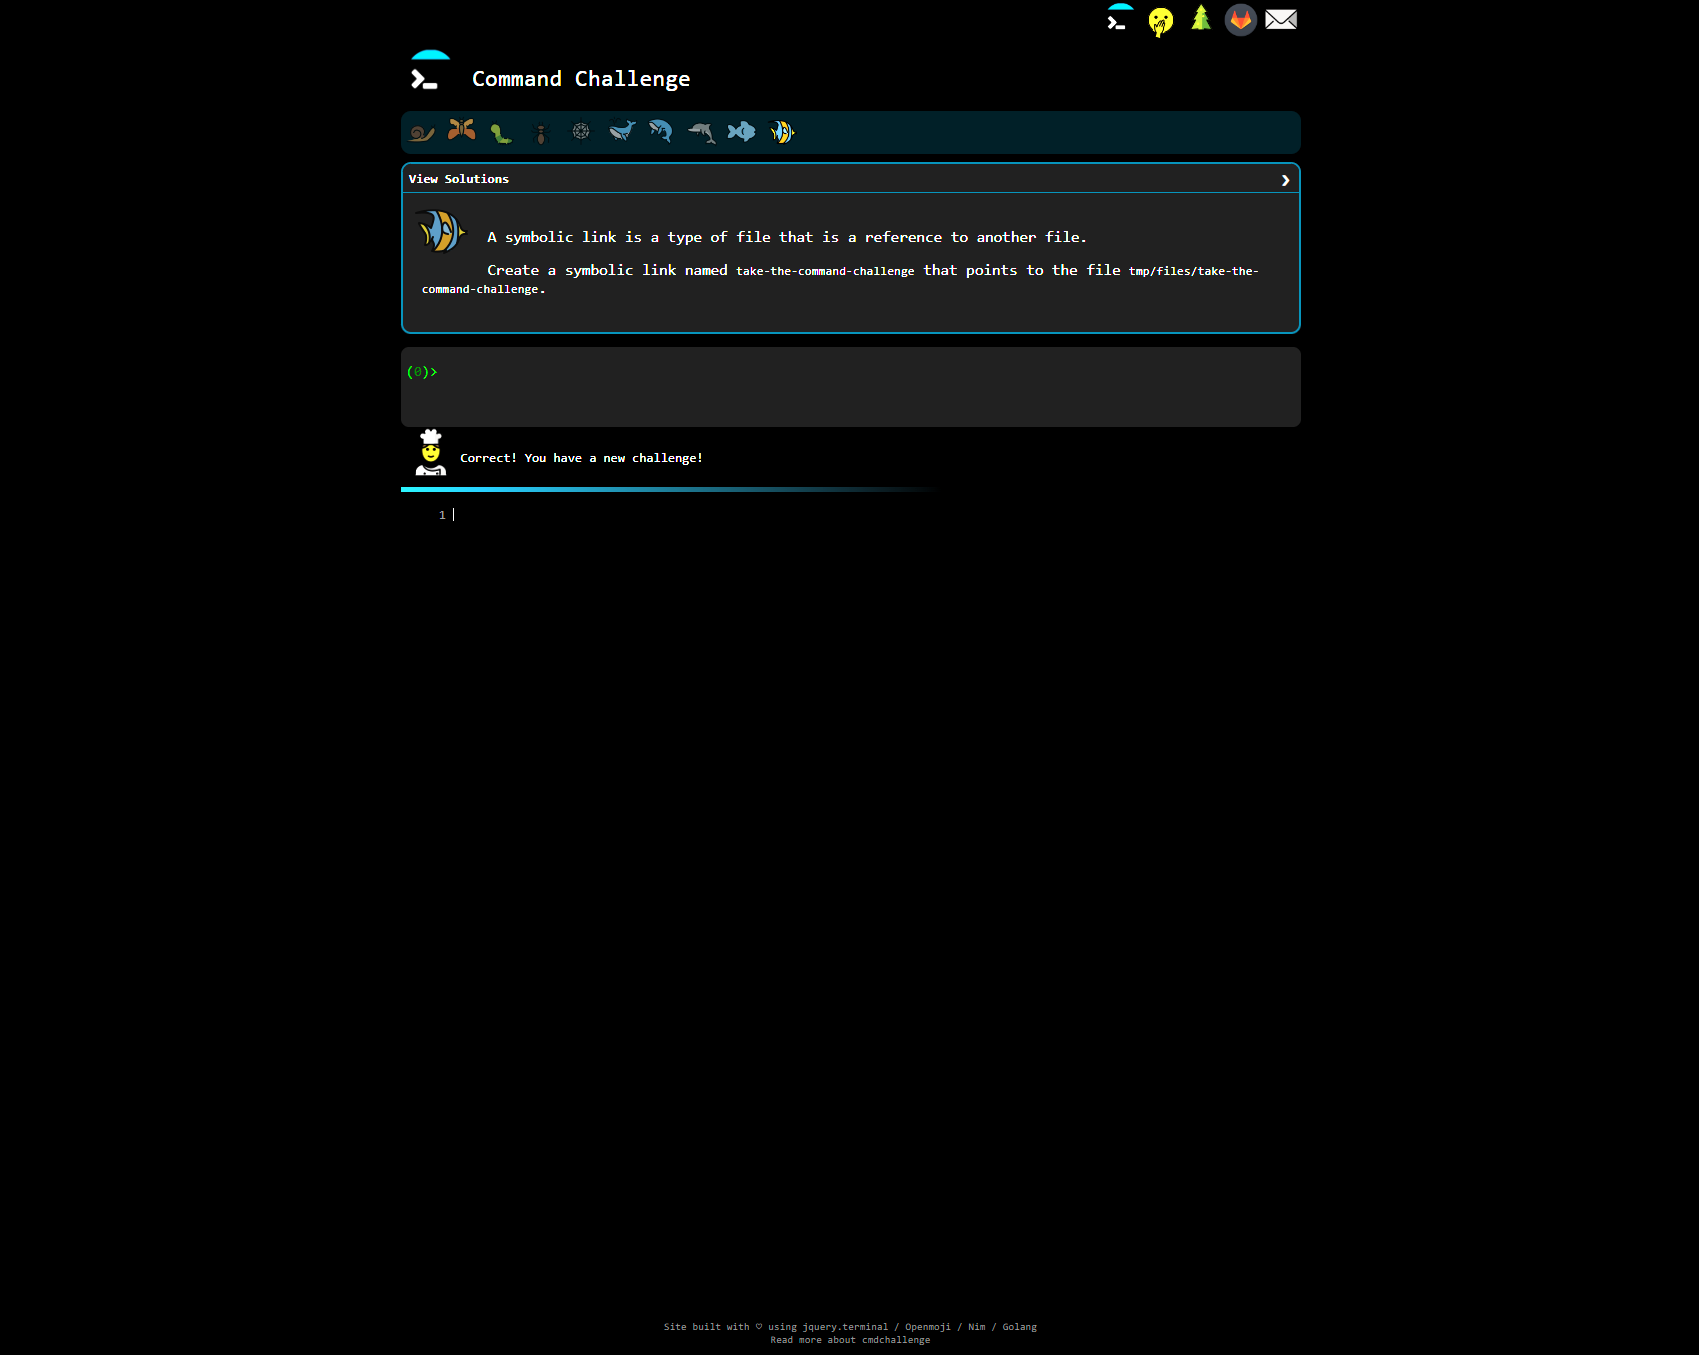 Command Challenge
View Solutions
A symbolic link is a type of file that is a reference to another file.
Create a symbolic link named take-the-command-challenge that points to the file tmp/files/take-the-
command-challenge.
(0)>
Correct! You have a new challenge!
1
Site built with ♡ using jquery.terminal / Openmoji / Nim / Golang
Read more about cmdchallenge